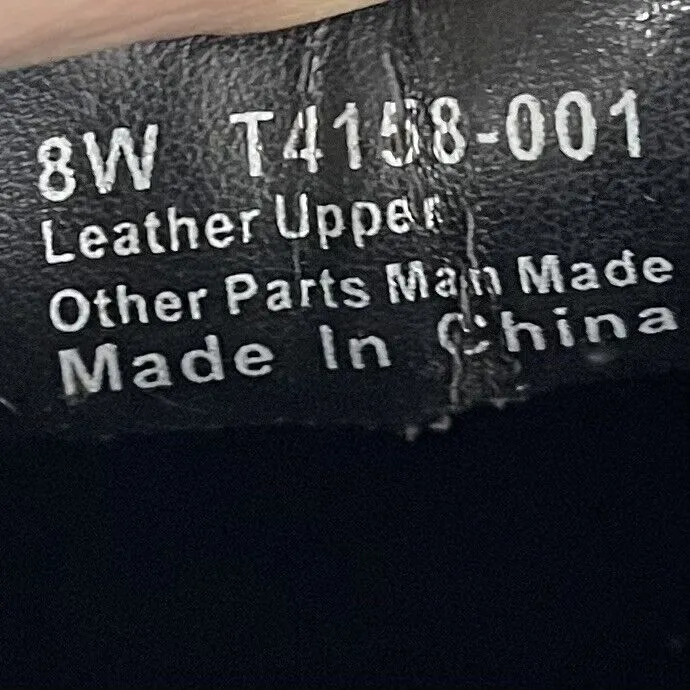 8W T4158-001
Leather Upper
Other Parts Man Made
Made In China